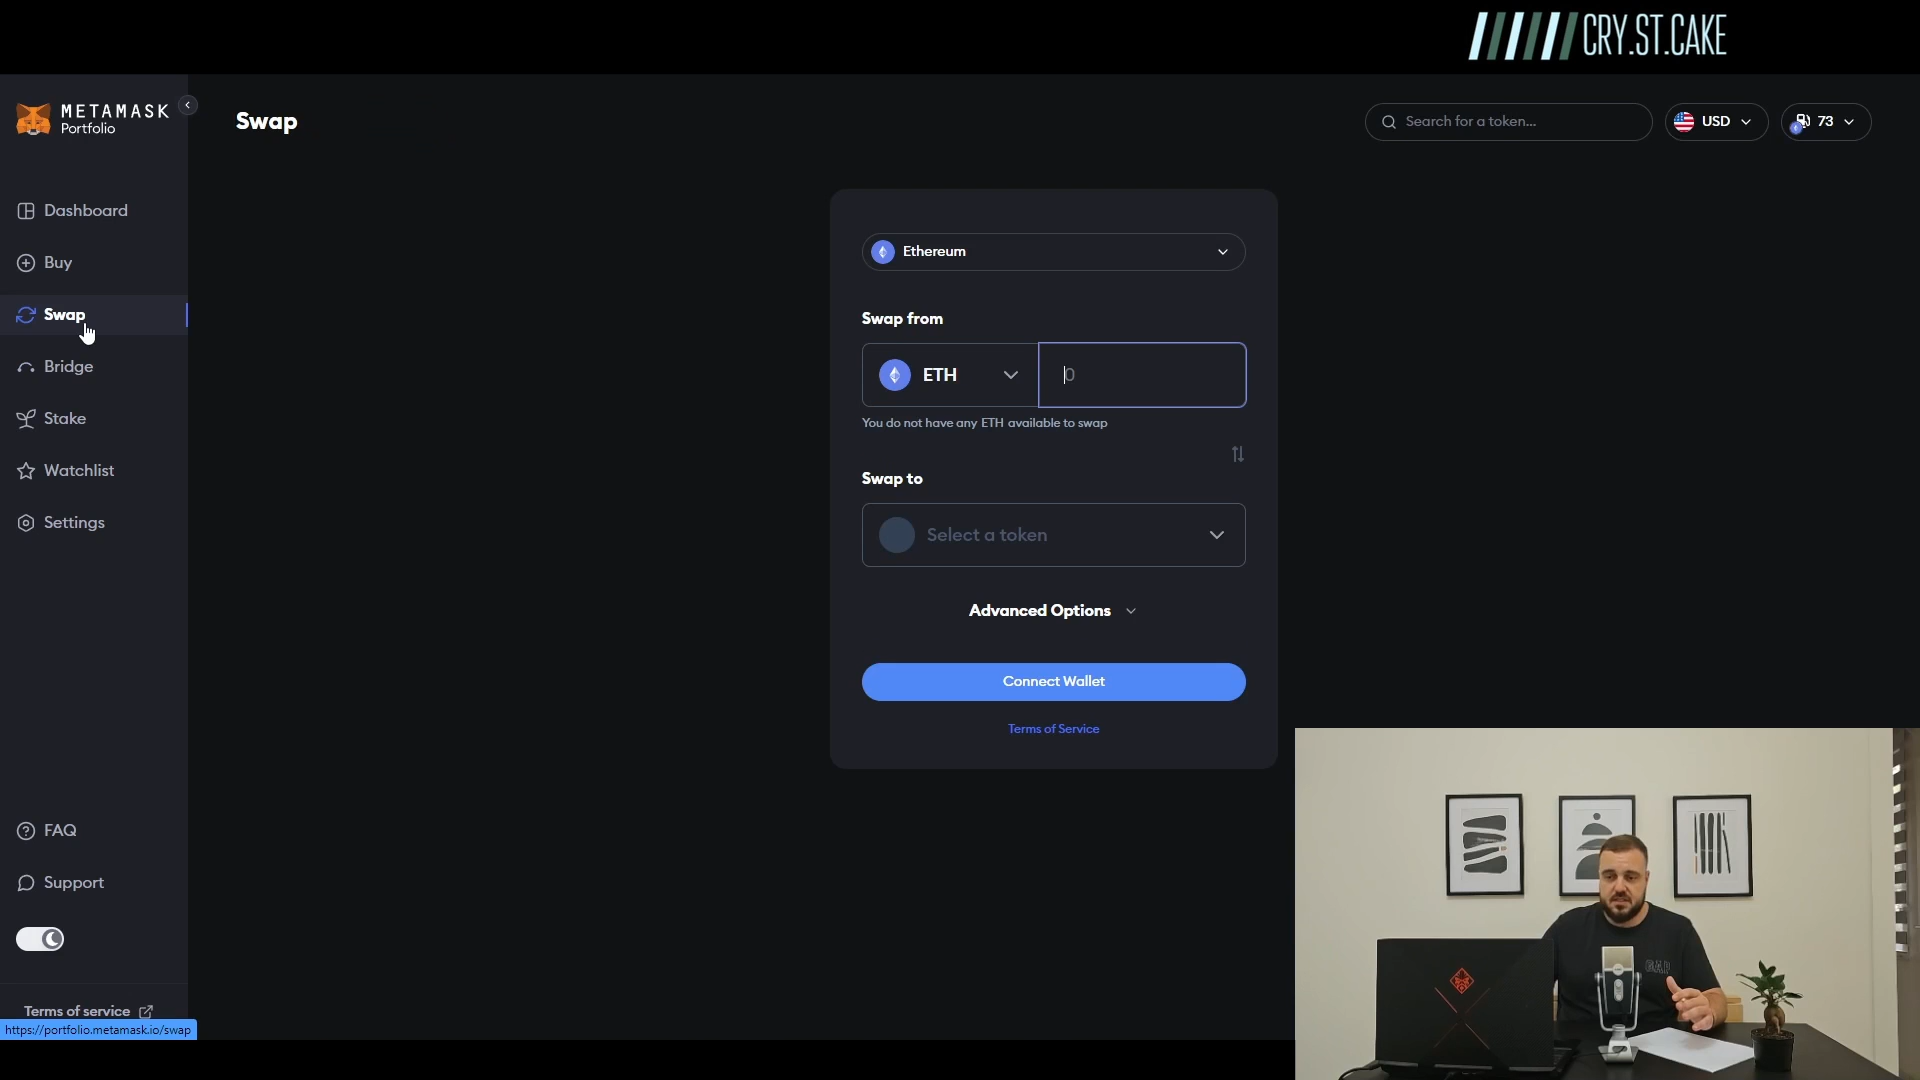 CRY.ST.CAKE
METAMASK
Portfolio
Swap
Search for a token...
USD
73
Dashboard
Buy
Swap
Bridge
Stake
Watchlist
Settings
Ethereum
Swap from
ETH
0
You do not have any ETH available to swap
Swap to
Select a token
Advanced Options
Connect Wallet
Terms of Service
FAQ
Support
Terms of service
https://portfolio.metamask.io/swap
GAP